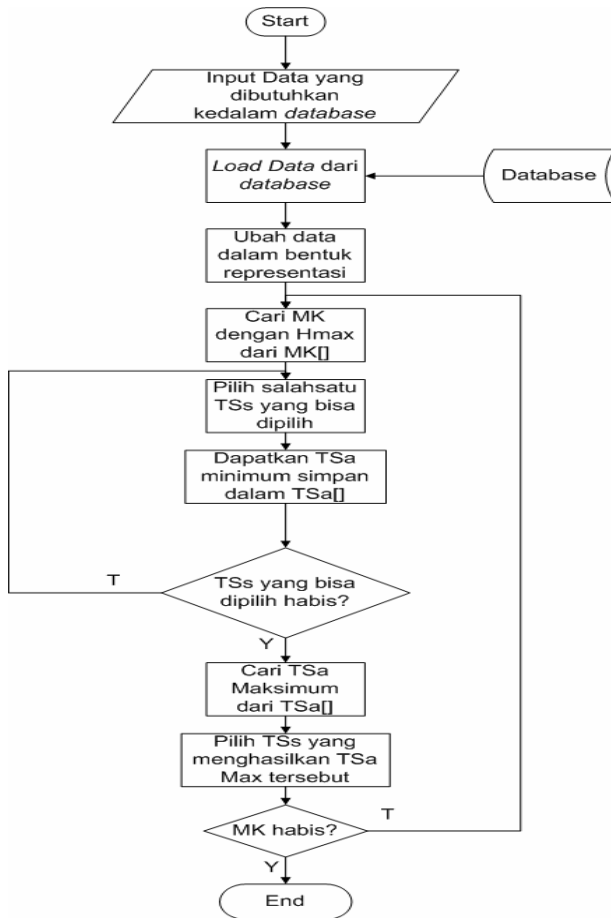 Start
Input Data yang
dibutuhkan
kedalam database
Load Data dari
database
Database
Ubah data
dalam bentuk
representasi
Cari MK
dengan Hmax
dari MK[]
Pilih salahsatu
TSs yang bisa
dipilih
Dapatkan TSa
minimum simpan
dalam TSa[]
T
TSs yang bisa
dipilih habis?
Y
Cari TSa
Maksimum
dari TSa[]
Pilih TSs yang
menghasilkan TSa
Max tersebut
T
MK habis?
Y
End